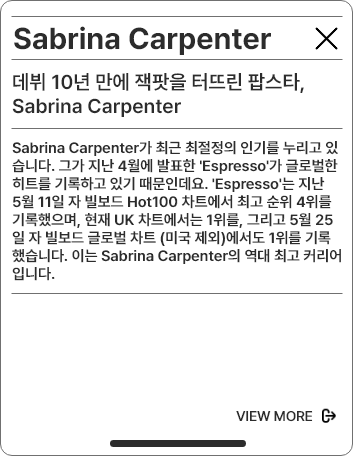 Sabrina Carpenter
데뷔 10년 만에 잭팟을 터뜨린 팝스타,
Sabrina Carpenter
Sabrina Carpenter가 최근 최절정의 인기를 누리고 있
습니다. 그가 지난 4월에 발표한 'Espresso'가 글로벌한
히트를 기록하고 있기 때문인데요. 'Espresso'는 지난
5월 11일 자 빌보드 Hot100 차트에서 최고 순위 4위를
기록했으며, 현재 UK 차트에서는 1위를, 그리고 5월 25
일 자 빌보드 글로벌 차트 (미국 제외)에서도 1위를 기록
했습니다. 이는 Sabrina Carpenter의 역대 최고 커리어
입니다.
VIEW MORE